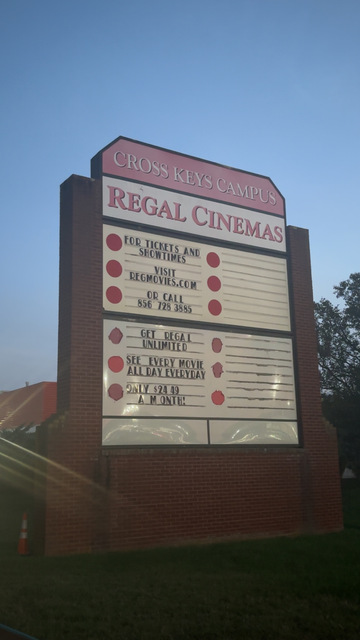 CROSS KEYS CAMPUS
REGAL CINEMAS
FOR TICKETS AND
SHOWTIMES
VISIT
REGMOVIES.COM
OR CALL
856 728 3885
GET REGAL
UNLIMITED
SEE EVERY MOVIE
ALL DAY EVERYDAY
ONLY $24.49
A MONTH!